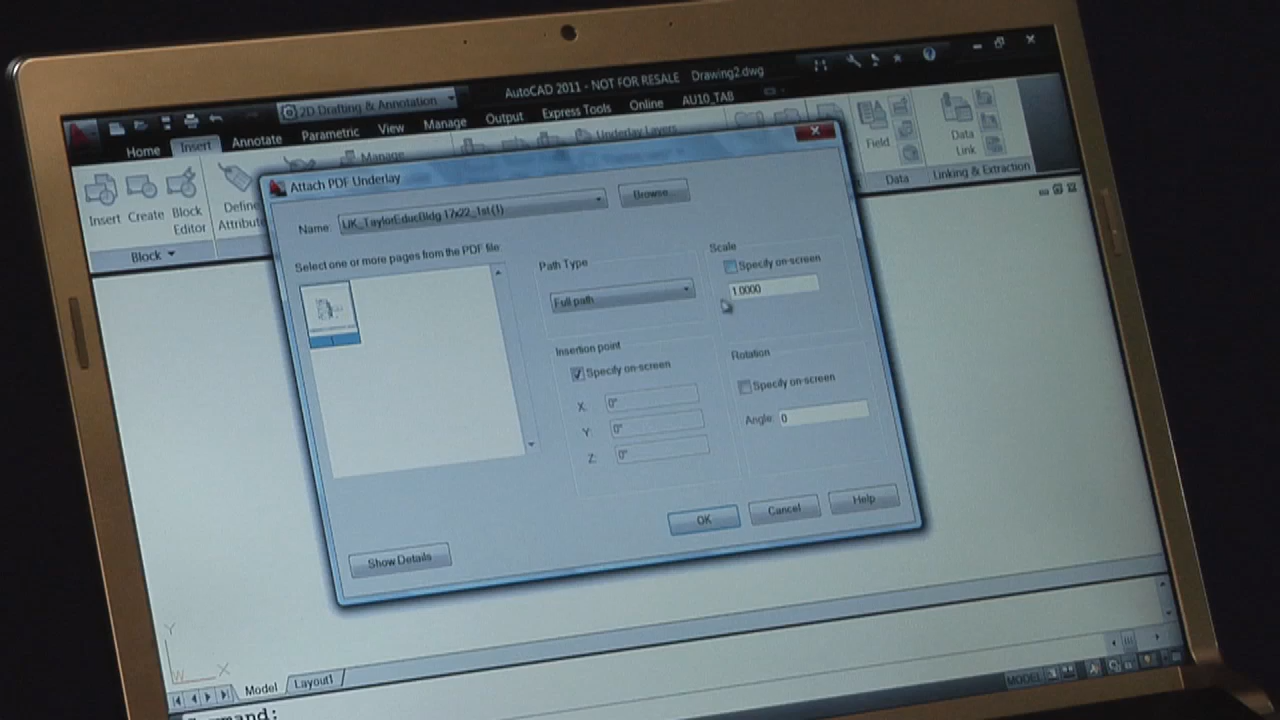 2D Drafting & Annotation
AutoCAD 2011 - NOT FOR RESALE Drawing2.dwg
Home Insert Annotate Parametric View Manage Output Express Tools Online AU10_TAB
Insert
Create
Block
Editor
Block
Define
Manage
Underlay Layers
Field
Data
Data
Link
Linking & Extraction
Attach PDF Underlay
Name: UK_TaylorEducBldg 17x22_1st(1)
Browse...
Select one or more pages from the PDF file:
1
Path Type
Full path
Scale
Specify on-screen
1.0000
Insertion point
Specify on-screen
X: 0"
Y: 0"
Z: 0"
Rotation
Specify on-screen
Angle: 0
OK
Cancel
Help
Show Details
Y
W X
Model
Layout1
MODEL